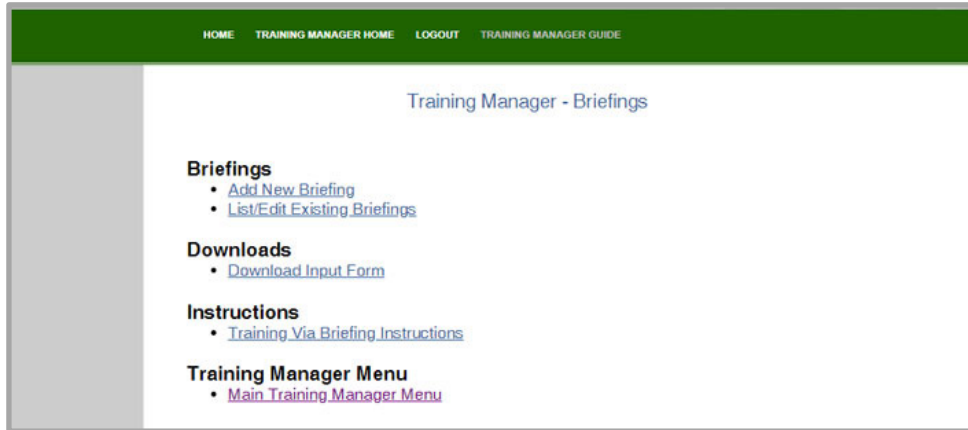 HOME TRAINING MANAGER HOME LOGOUT TRAINING MANAGER GUIDE
Training Manager - Briefings
Briefings
• Add New Briefing
• List/Edit Existing Briefings
Downloads
• Download Input Form
Instructions
• Training Via Briefing Instructions
Training Manager Menu
• Main Training Manager Menu